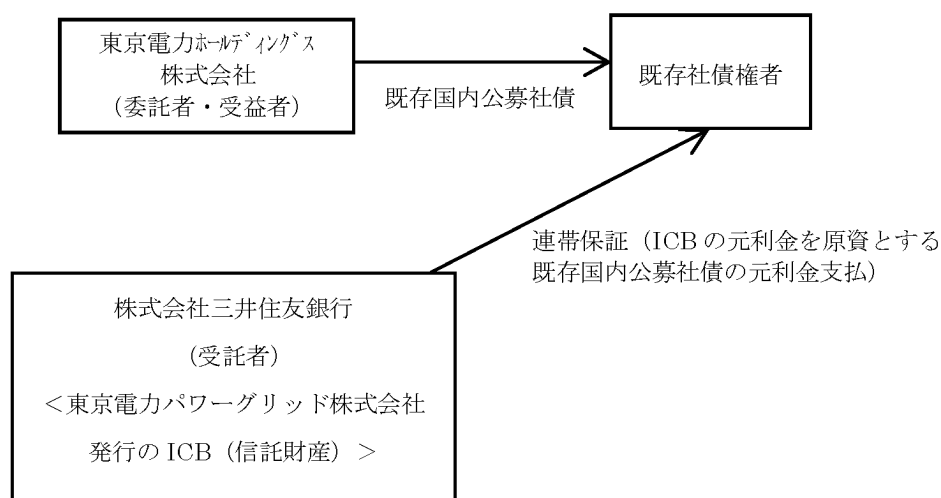 東京電力ﾎｰﾙﾃﾞｨﾝｸﾞｽ
株式会社
（委託者・受益者）
既存国内公募社債
既存社債権者
連帯保証（ICB の元利金を原資とする
既存国内公募社債の元利金支払）
株式会社三井住友銀行
（受託者）
＜東京電力パワーグリッド株式会社
発行の ICB（信託財産）＞